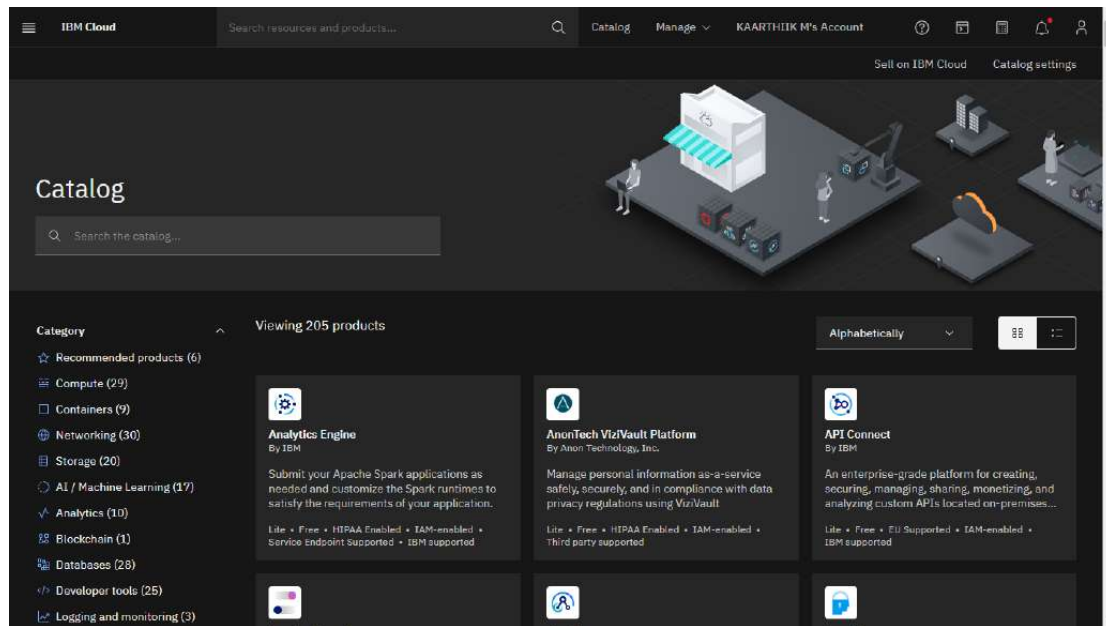 IBM Cloud
Search resources and products...
Catalog
Manage
KAARTHIIK M's Account
Sell on IBM Cloud
Catalog settings
Catalog
Search the catalog...
Category
Recommended products (6)
Compute (29)
Containers (9)
Networking (30)
Storage (20)
AI / Machine Learning (17)
Analytics (10)
Blockchain (1)
Databases (28)
Developer tools (25)
Logging and monitoring (3)
Viewing 205 products
Alphabetically
Analytics Engine
By IBM
Submit your Apache Spark applications as
needed and customize the Spark runtimes to
satisfy the requirements of your application.
Lite • Free • HIPAA Enabled • IAM-enabled •
Service Endpoint Supported • IBM supported
AnonTech ViziVault Platform
By Anon Technology, Inc.
Manage personal information as-a-service
safely, securely, and in compliance with data
privacy regulations using ViziVault
Lite • Free • HIPAA Enabled • IAM-enabled •
Third party supported
API Connect
By IBM
An enterprise-grade platform for creating,
securing, managing, sharing, monetizing, and
analyzing custom APIs located on-premises...
Lite • Free • EU Supported • IAM-enabled •
IBM supported